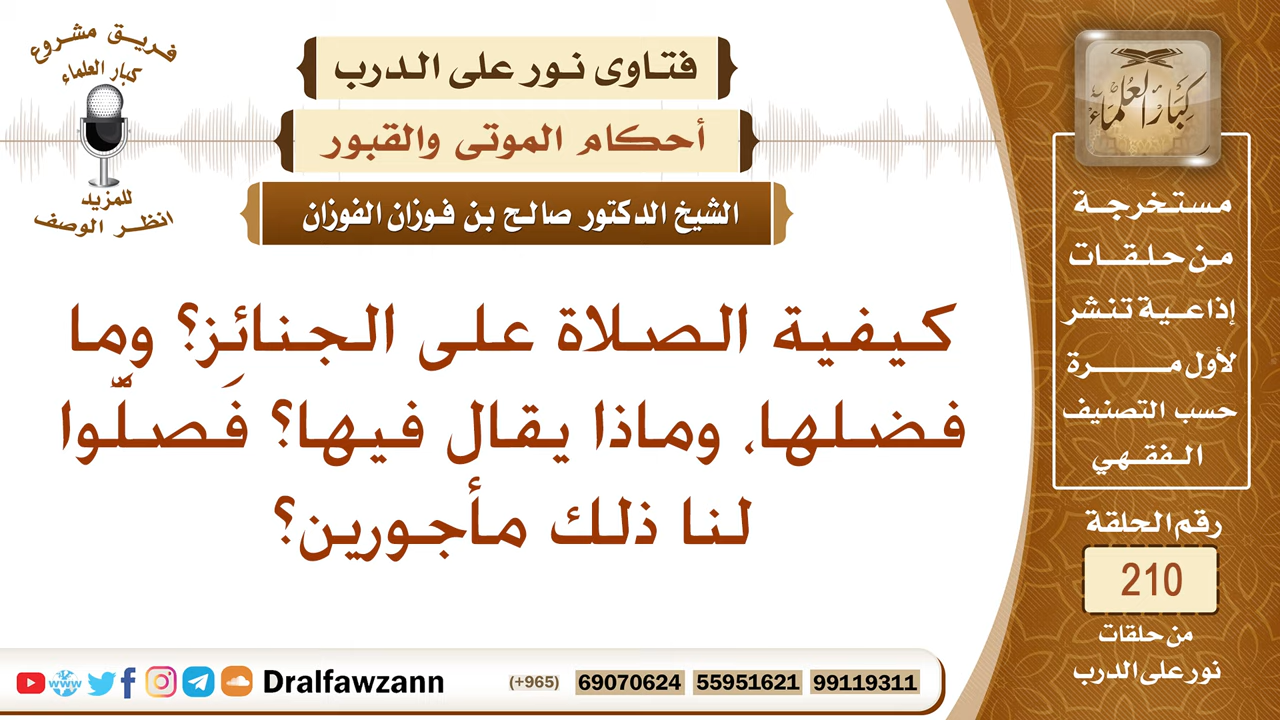 فريق مشروع
كبار العلماء
للمزيد
انظر الوصف
فتاوى نور على الدرب
أحكام الموتى والقبور
الشيخ الدكتور صالح بن فوزان الفوزان
كيفية الصلاة على الجنائز؟ وما
فضلها، وماذا يقال فيها؟ فَصلّوا
لنا ذلك مأجورين؟
كبار العلماء
مستخرجة
من حلقات
إذاعية تنشر
لأول مرة
حسب التصنيف
الفقهي
رقم الحلقة
210
من حلقات
نور على الدرب
www
Dralfawzann
(+965) 69070624 55951621 99119311